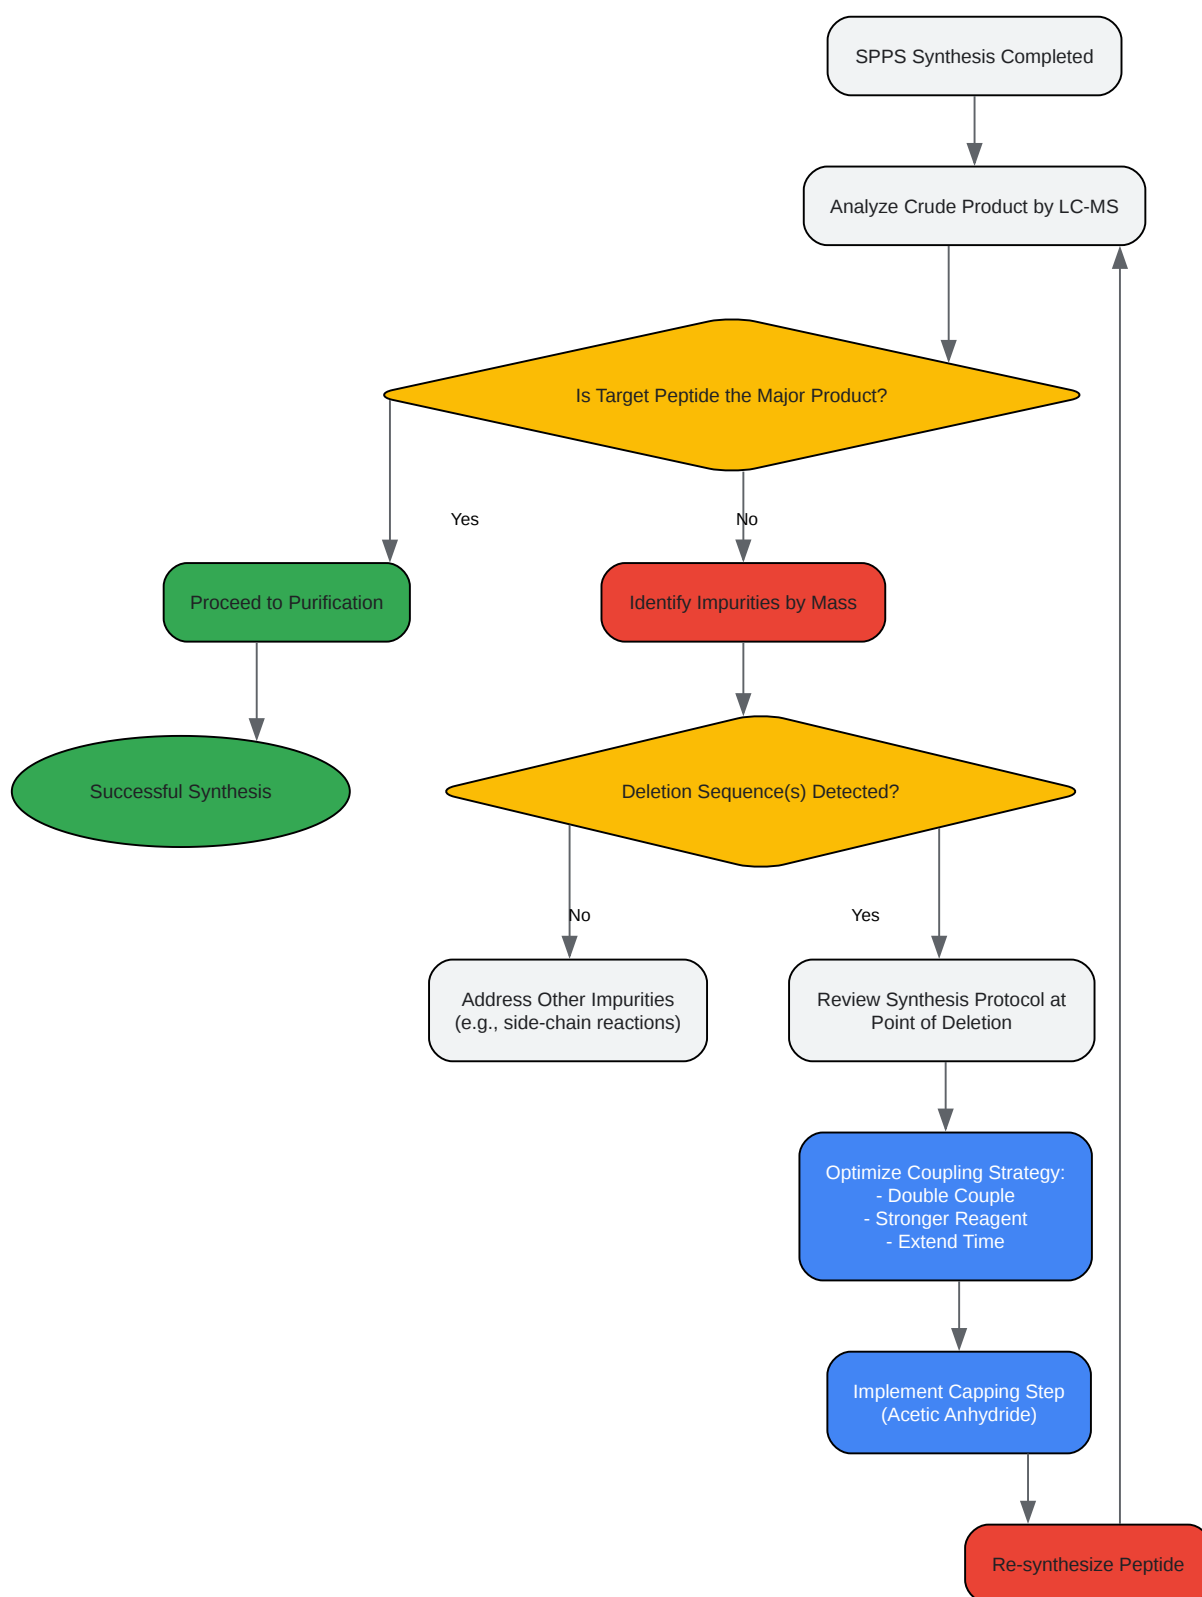 SPPS Synthesis Completed
Analyze Crude Product by LC-MS
Is Target Peptide the Major Product?
Yes
No
Proceed to Purification
Identify Impurities by Mass
Successful Synthesis
Deletion Sequence(s) Detected?
No
Yes
Address Other Impurities
(e.g., side-chain reactions)
Review Synthesis Protocol at
Point of Deletion
Optimize Coupling Strategy:
- Double Couple
- Stronger Reagent
- Extend Time
Implement Capping Step
(Acetic Anhydride)
Re-synthesize Peptide